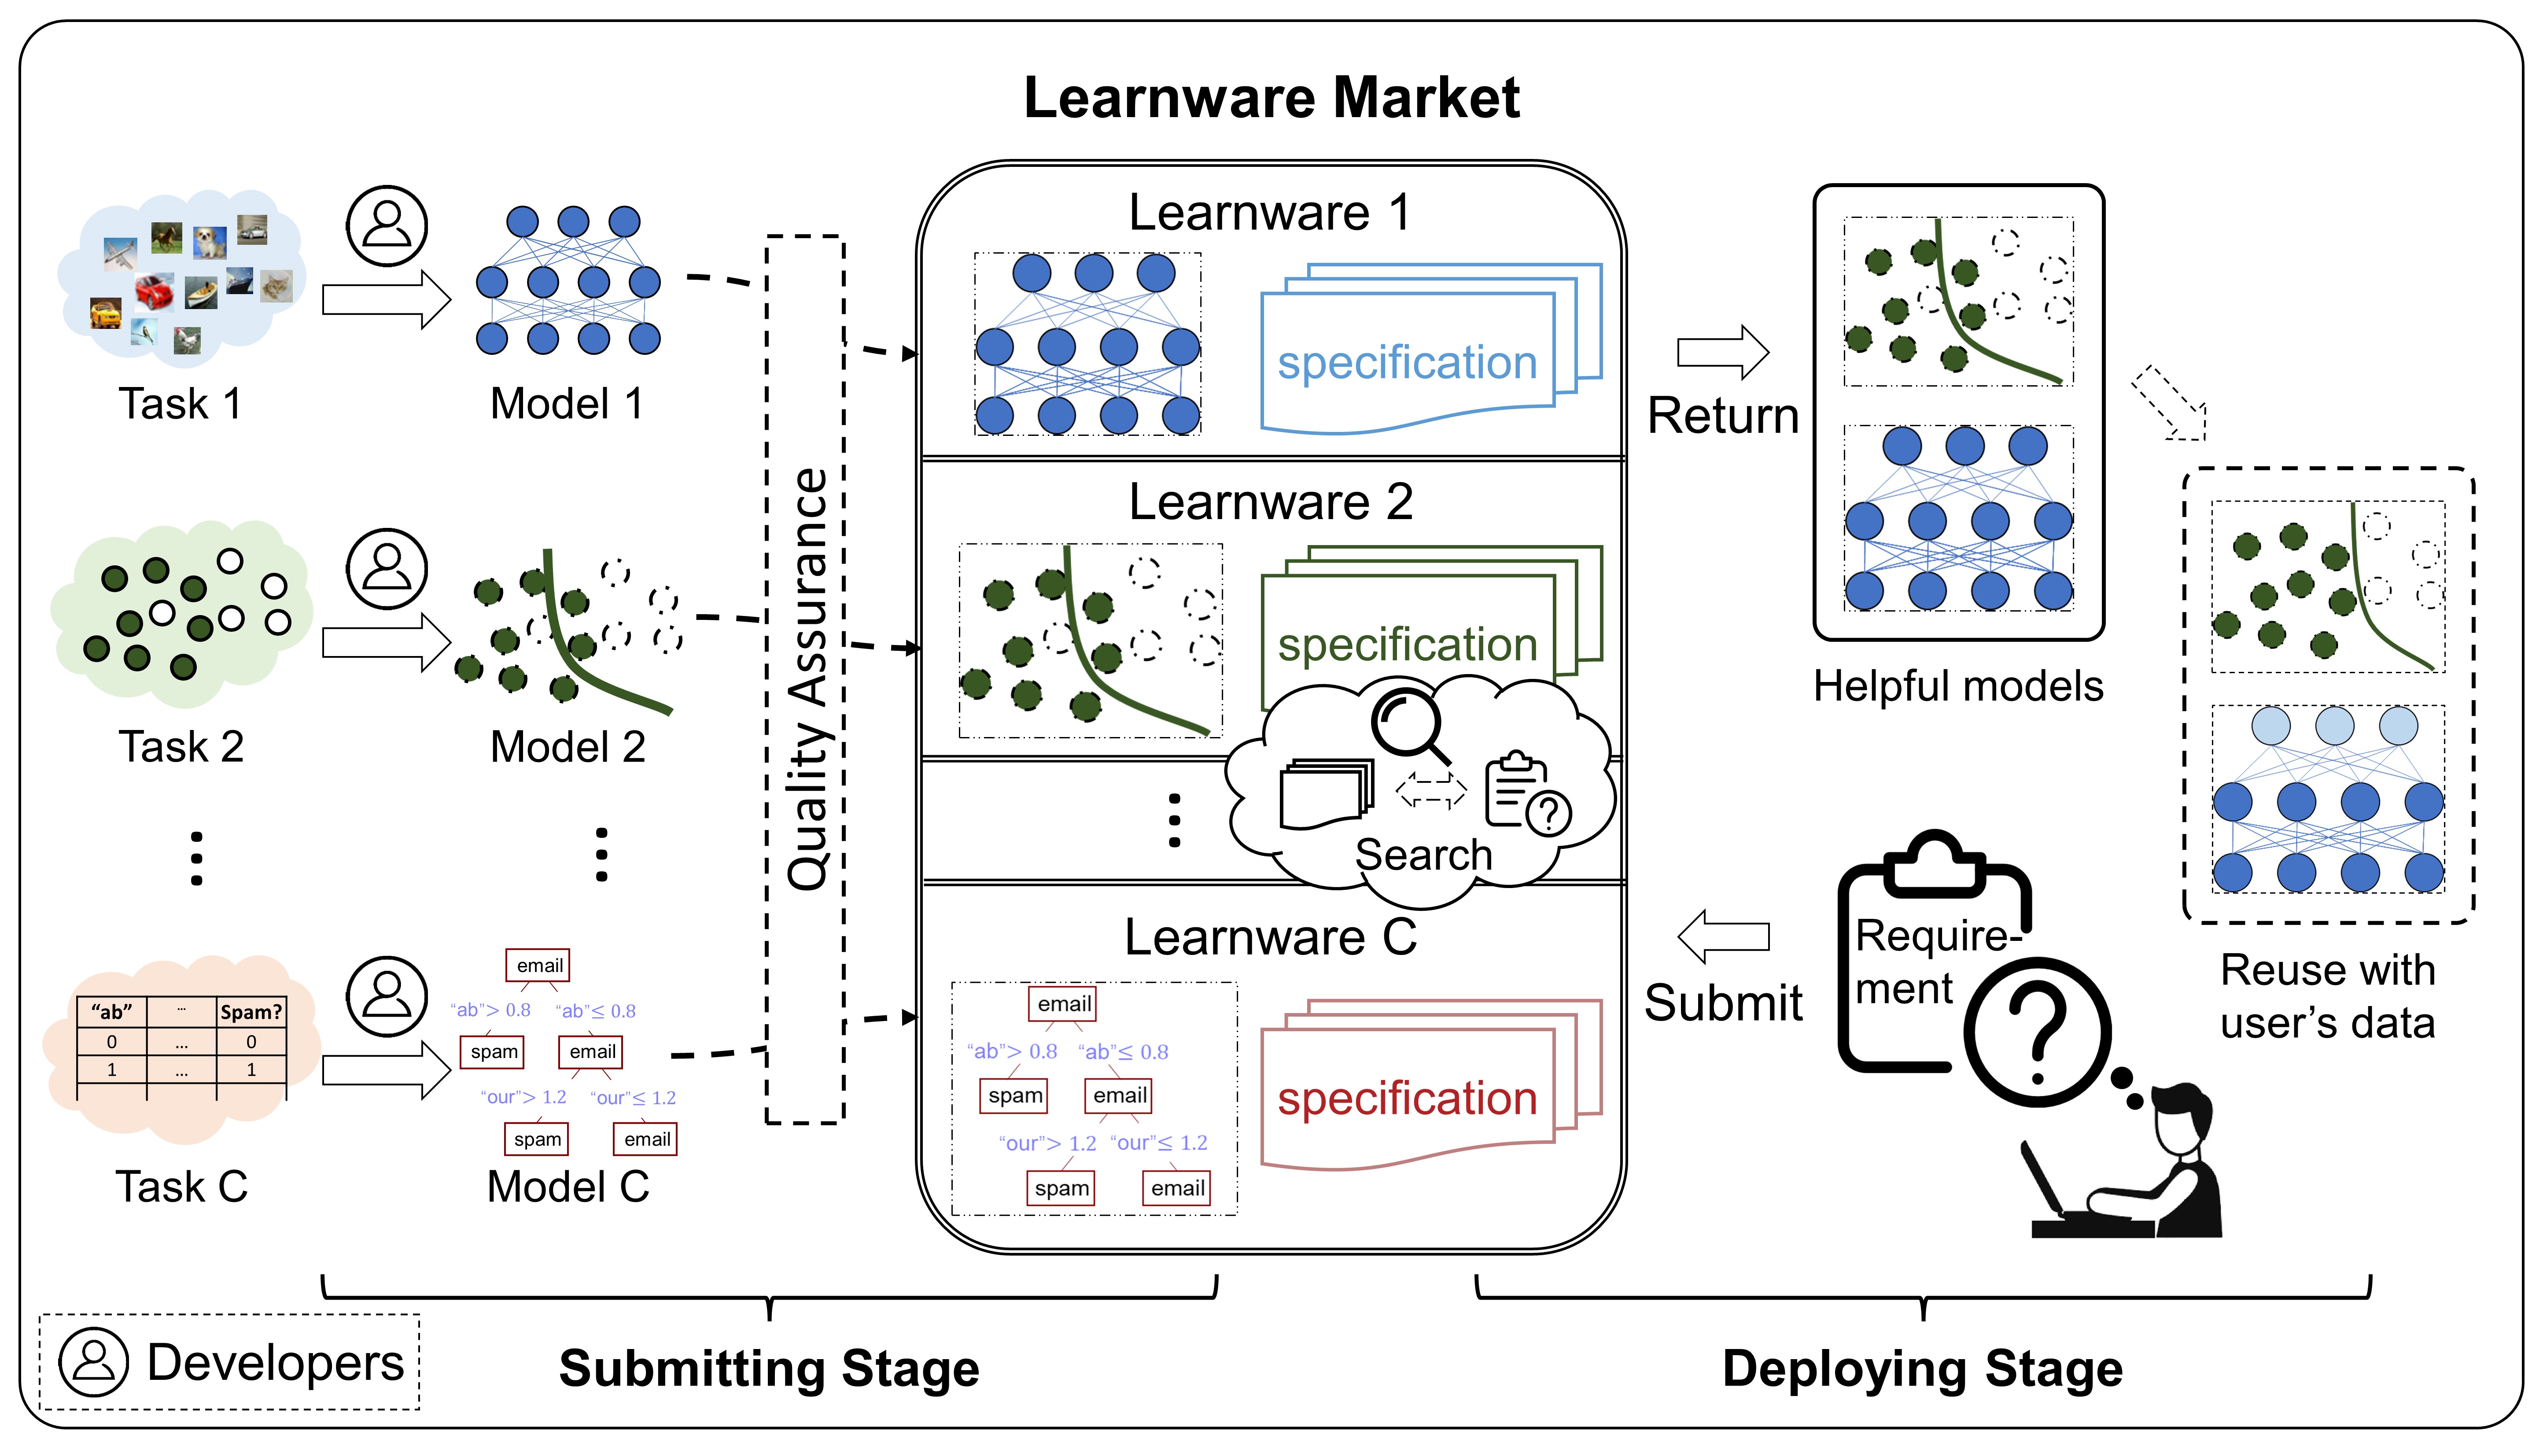 Learnware Market
Task 1
Model 1
Task 2
Model 2
“ab” ... Spam?
0 ... 0
1 ... 1
Task C
email
“ab”> 0.8 “ab”≤ 0.8
spam email
“our”> 1.2 “our”≤ 1.2
spam email
Model C
Quality Assurance
Learnware 1
specification
Learnware 2
specification
Search
Learnware C
email
“ab”> 0.8 “ab”≤ 0.8
spam email
“our”> 1.2 “our”≤ 1.2
spam email
specification
Return
Helpful models
Submit
Require-
ment
Reuse with
user’s data
Developers
Submitting Stage
Deploying Stage